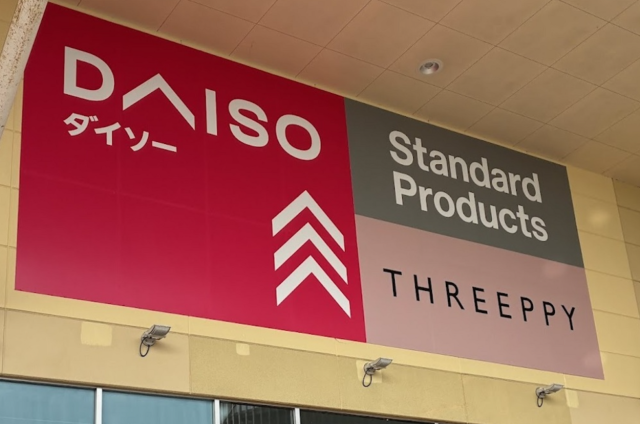 DAISO
ダイソー
Standard
Products
THREEPPY